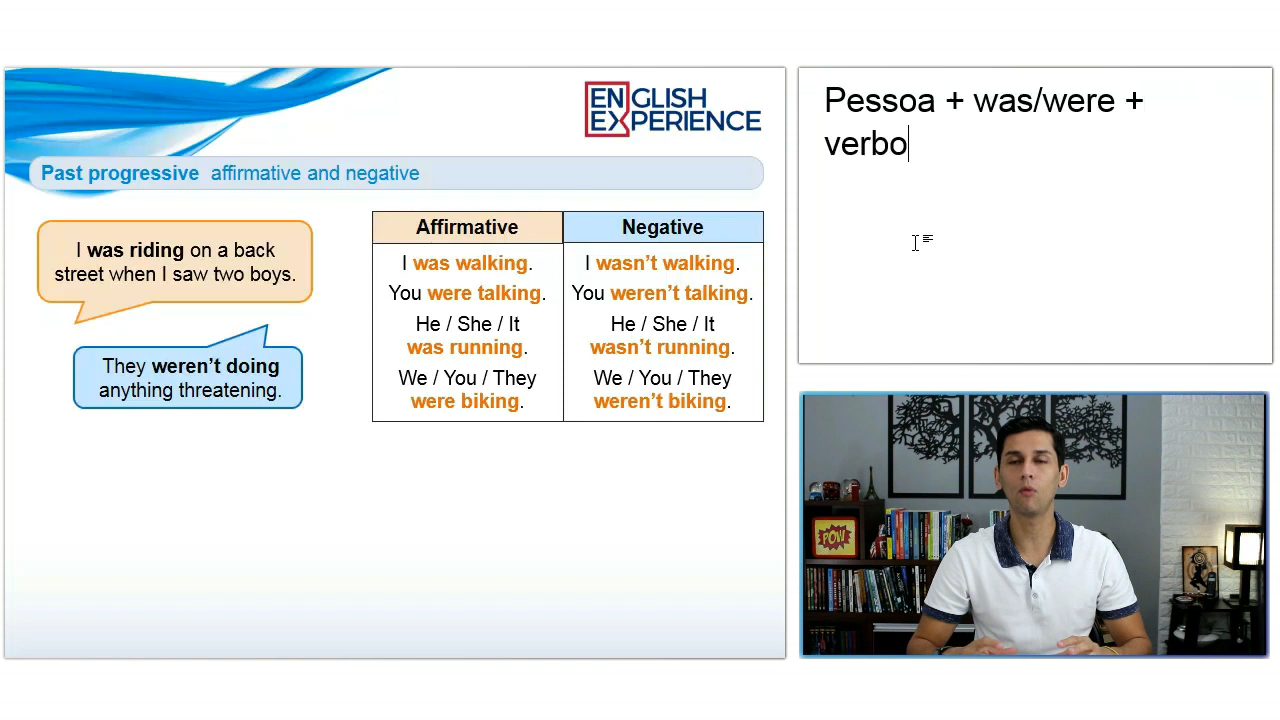 ENGLISH
EXPERIENCE
Past progressive affirmative and negative
I was riding on a back
street when I saw two boys.
They weren't doing
anything threatening.
Affirmative
Negative
I was walking.
I wasn't walking.
You were talking.
You weren't talking.
He / She / It
was running.
He / She / It
wasn't running.
We / You / They
were biking.
We / You / They
weren't biking.
Pessoa + was/were +
verbo
POW